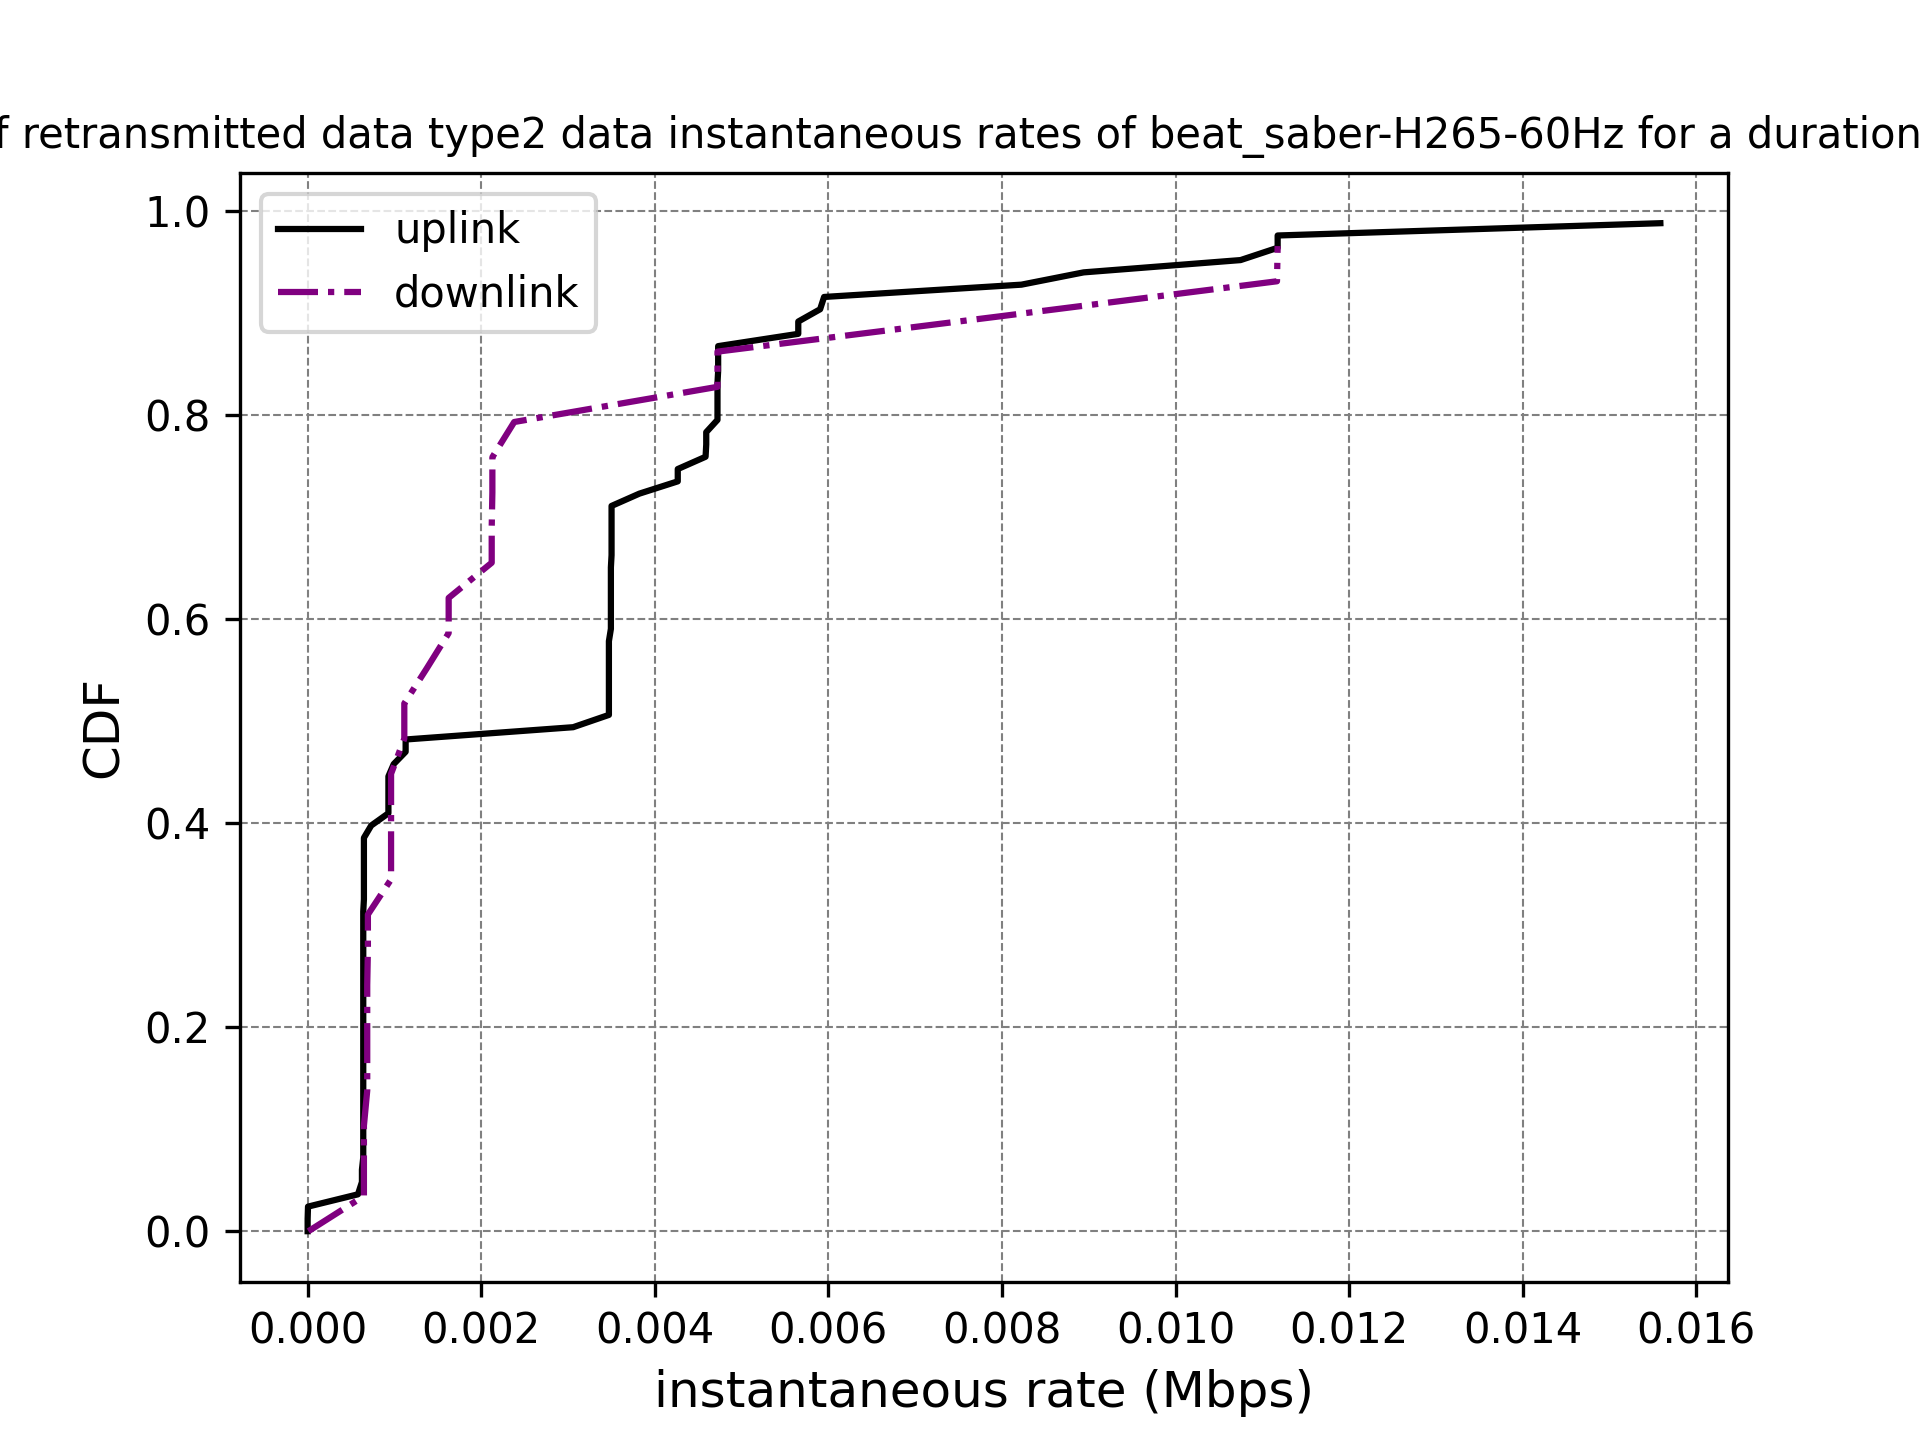 retransmitted data type2 data instantaneous rates of beat_saber-H265-60Hz for a duration
uplink
downlink
CDF
1.0
0.8
0.6
0.4
0.2
0.0
0.000 0.002 0.004 0.006 0.008 0.010 0.012 0.014 0.016
instantaneous rate (Mbps)